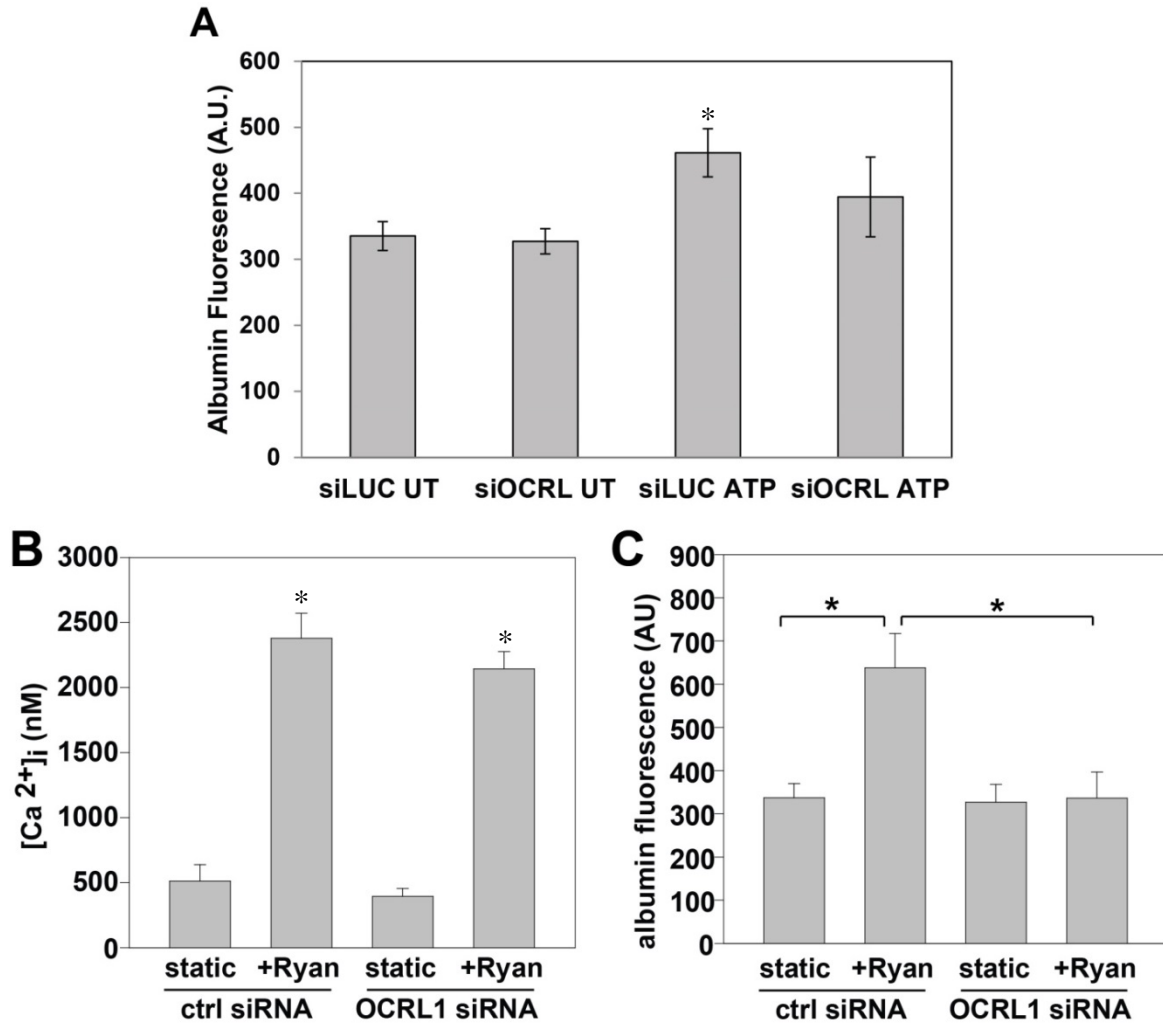 A
Albumin Fluoresence (A.U.)
600
500
400
300
200
100
0
*
siLUC UT siOCRL UT siLUC ATP siOCRL ATP
B
[Ca 2+]i (nM)
3000
2500
2000
1500
1000
500
0
* *
static +Ryan static +Ryan
ctrl siRNA OCRL1 siRNA
C
albumin fluorescence (AU)
900
800
700
600
500
400
300
200
100
0
* *
static +Ryan static +Ryan
ctrl siRNA OCRL1 siRNA